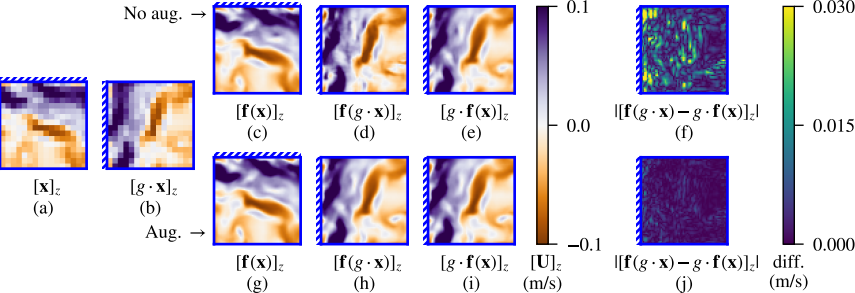 No aug. →
0.1
0.030
[f(x)]z
[f(g · x)]z
[g · f(x)]z
|[f(g · x) − g · f(x)]z|
(c)
(d)
(e)
(f)
0.0
0.015
[x]z
[g · x]z
(a)
(b)
Aug. →
−0.1
0.000
[f(x)]z
[f(g · x)]z
[g · f(x)]z
[U]z
|[f(g · x) − g · f(x)]z|
diff.
(g)
(h)
(i)
(m/s)
(j)
(m/s)